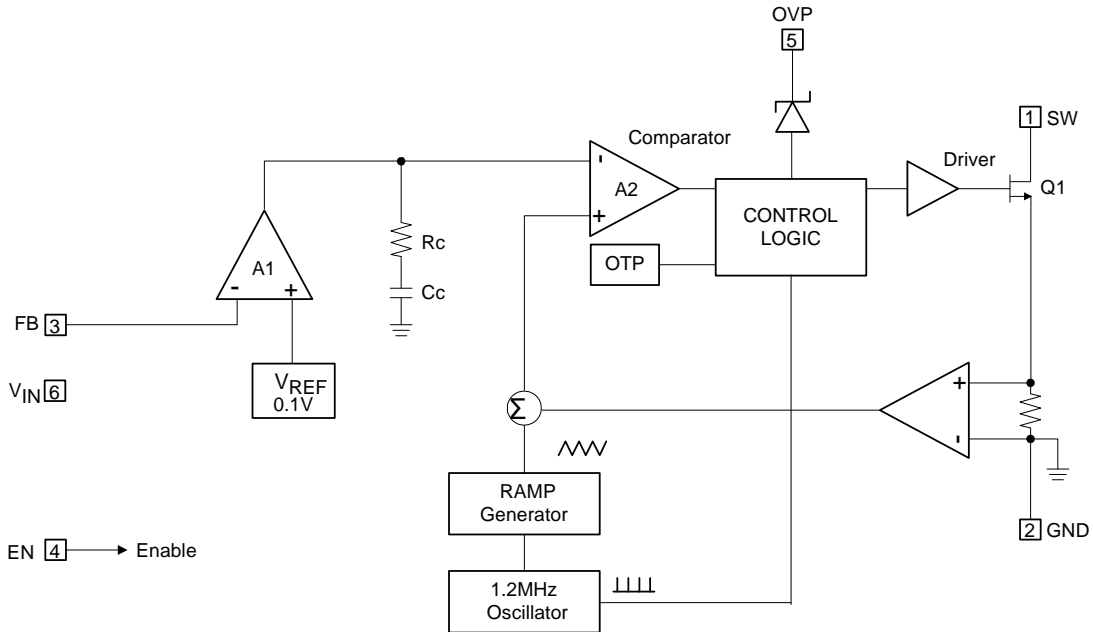 OVP
5
1 SW
Comparator
Driver
-
A2
+
Q1
CONTROL
LOGIC
Rc
OTP
A1
-
+
Cc
FB 3
VREF
0.1V
VIN 6
+
Σ
-
RAMP
Generator
2 GND
EN 4 Enable
1.2MHz
Oscillator